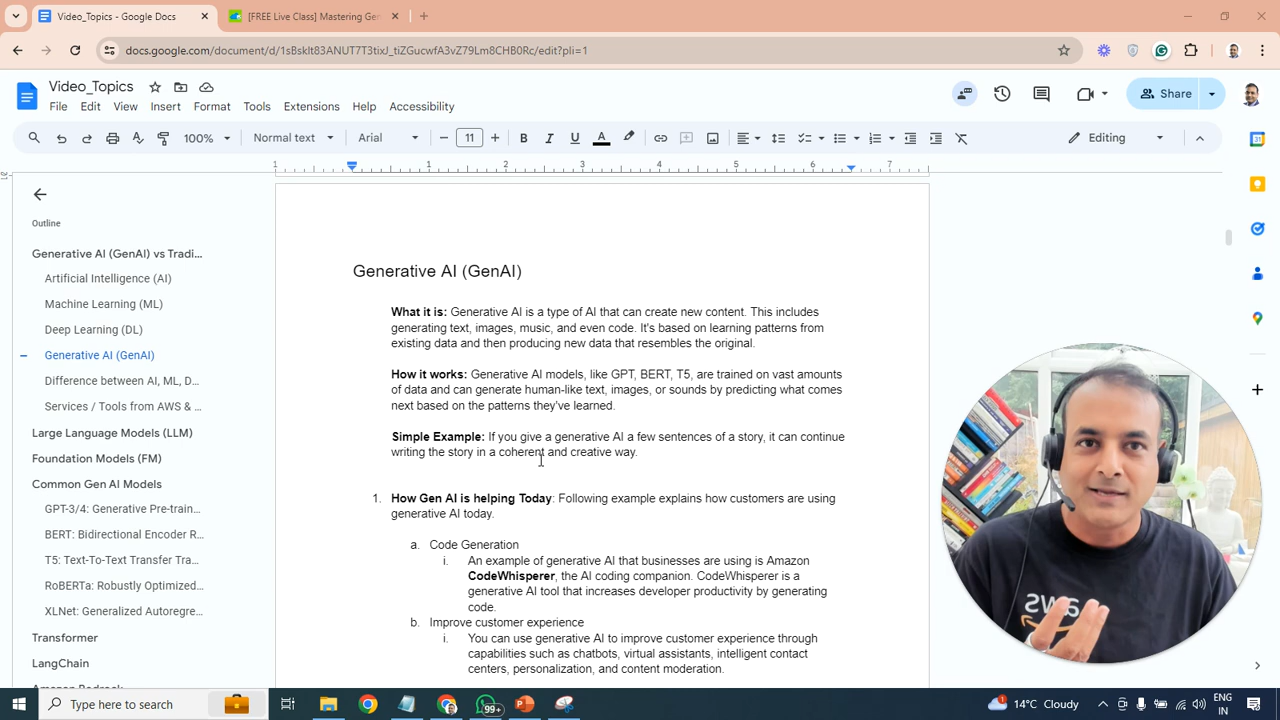 Video_Topics - Google Docs
[FREE Live Class] Mastering Gen
docs.google.com/document/d/1sBsklt83ANUT7T3tixJ_tiZGucwfA3vZ79Lm8CHB0Rc/edit?pli=1
Video_Topics
File Edit View Insert Format Tools Extensions Help Accessibility
Share
100% Normal text Arial 11 Editing
1 1 2 3 4 5 6 7
Outline
Generative AI (GenAI) vs Tradi...
Artificial Intelligence (AI)
Machine Learning (ML)
Deep Learning (DL)
Generative AI (GenAI)
Difference between AI, ML, D...
Services / Tools from AWS & ...
Large Language Models (LLM)
Foundation Models (FM)
Common Gen AI Models
GPT-3/4: Generative Pre-train...
BERT: Bidirectional Encoder R...
T5: Text-To-Text Transfer Tra...
RoBERTa: Robustly Optimized...
XLNet: Generalized Autoregre...
Transformer
LangChain
Amazon Bedrock
Generative AI (GenAI)
What it is: Generative AI is a type of AI that can create new content. This includes
generating text, images, music, and even code. It's based on learning patterns from
existing data and then producing new data that resembles the original.
How it works: Generative AI models, like GPT, BERT, T5, are trained on vast amounts
of data and can generate human-like text, images, or sounds by predicting what comes
next based on the patterns they've learned.
Simple Example: If you give a generative AI a few sentences of a story, it can continue
writing the story in a coherent and creative way.
1. How Gen AI is helping Today: Following example explains how customers are using
generative AI today.
a. Code Generation
i. An example of generative AI that businesses are using is Amazon
CodeWhisperer, the AI coding companion. CodeWhisperer is a
generative AI tool that increases developer productivity by generating
code.
b. Improve customer experience
i. You can use generative AI to improve customer experience through
capabilities such as chatbots, virtual assistants, intelligent contact
centers, personalization, and content moderation.
aws
Type here to search
99+
14°C Cloudy
ENG
IN